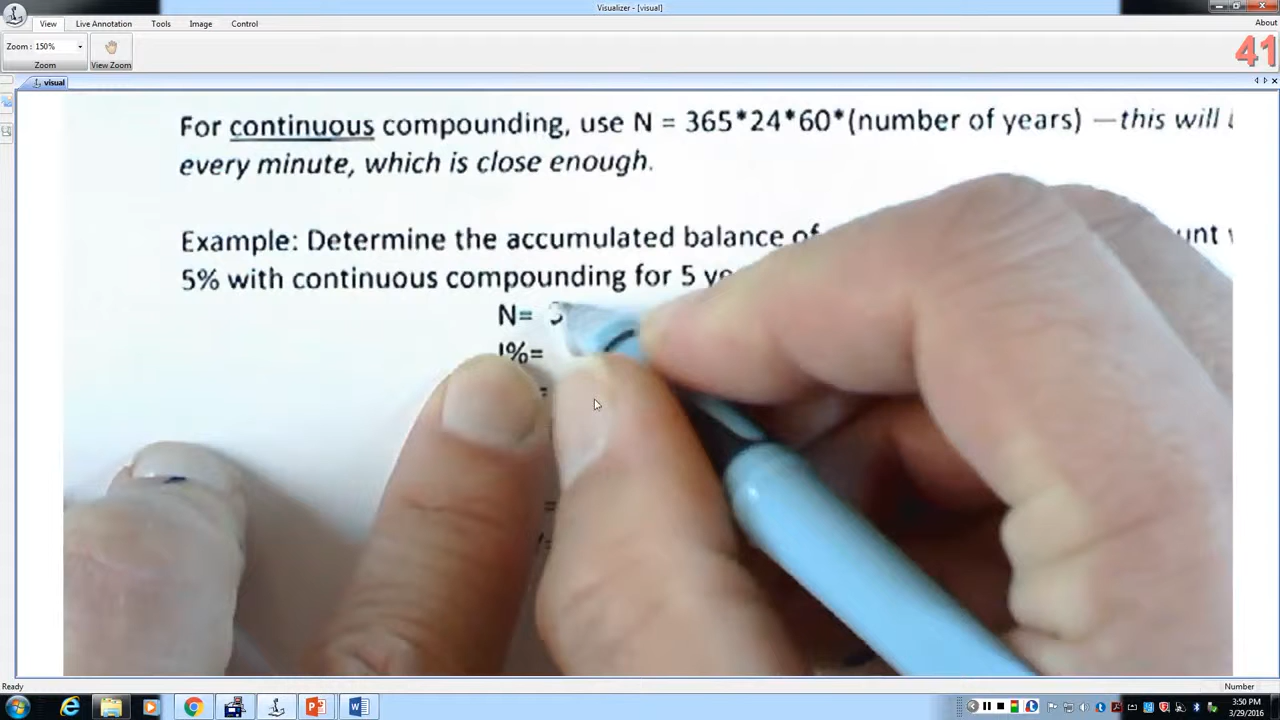 Visualizer - [visual]
View Live Annotation Tools Image Control
About
Zoom : 150%
Zoom View Zoom
41
visual
For continuous compounding, use N = 365*24*60*(number of years) —this will
every minute, which is close enough.
Example: Determine the accumulated balance of
5% with continuous compounding for 5
N=
I%=
=
=
Ready
Number
3:50 PM
3/29/2016